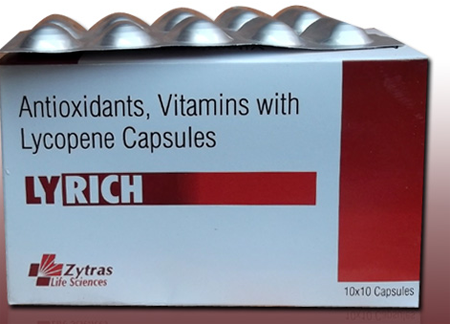 Antioxidants, Vitamins with
Lycopene Capsules
LYRICH
Zytras
Life Sciences
10x10 Capsules